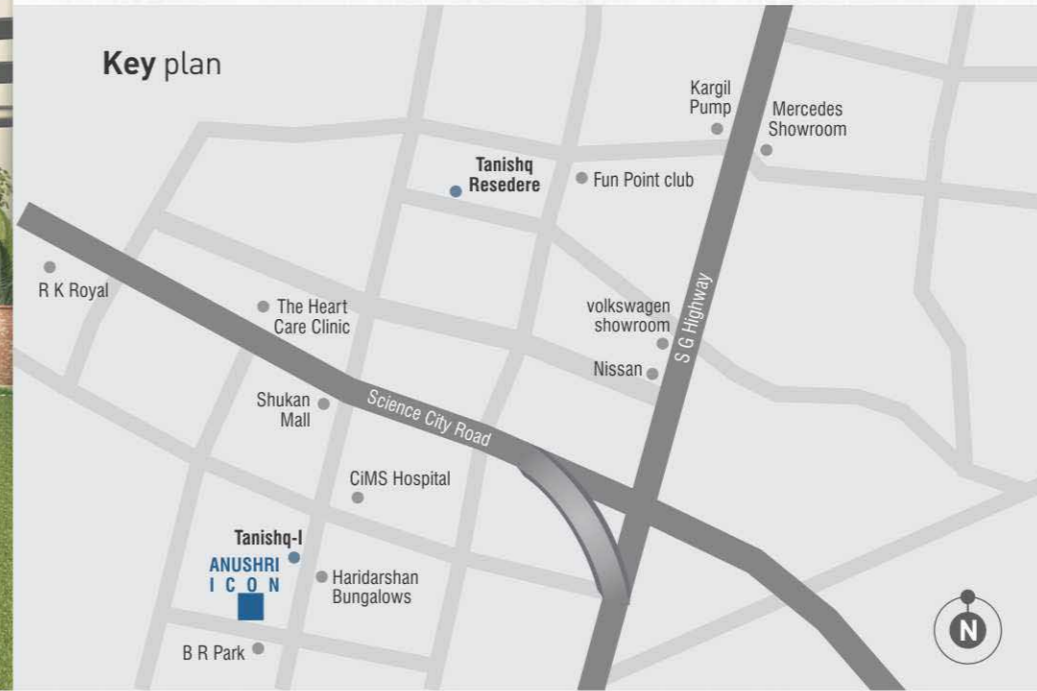 Key plan
Kargil
Pump
Mercedes
Showroom
Tanishq
Resedere
Fun Point club
R K Royal
The Heart
Care Clinic
volkswagen
showroom
S G Highway
Nissan
Shukan
Mall
Science City Road
CiMS Hospital
Tanishq-I
ANUSHRI
I C O N
Haridarshan
Bungalows
B R Park
N